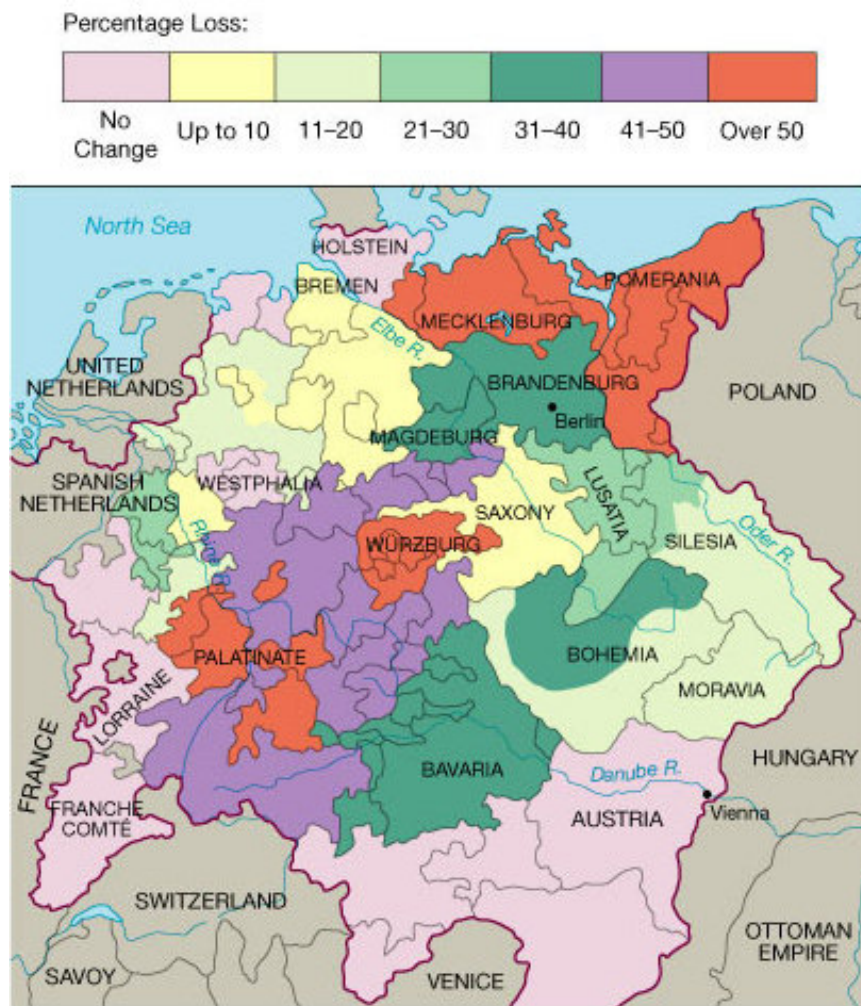 Percentage Loss:
No
Change
Up to 10
11–20
21–30
31–40
41–50
Over 50
North Sea
HOLSTEIN
BREMEN
POMERANIA
MECKLENBURG
Elbe R.
UNITED
NETHERLANDS
BRANDENBURG
Berlin
POLAND
MAGDEBURG
SPANISH
NETHERLANDS
WESTPHALIA
SAXONY
LUSATIA
Oder R.
SILESIA
Rhine R.
WÜRZBURG
PALATINATE
BOHEMIA
MORAVIA
LORRAINE
FRANCE
HUNGARY
BAVARIA
Danube R.
FRANCHE
COMTÉ
AUSTRIA
Vienna
SWITZERLAND
SAVOY
VENICE
OTTOMAN
EMPIRE